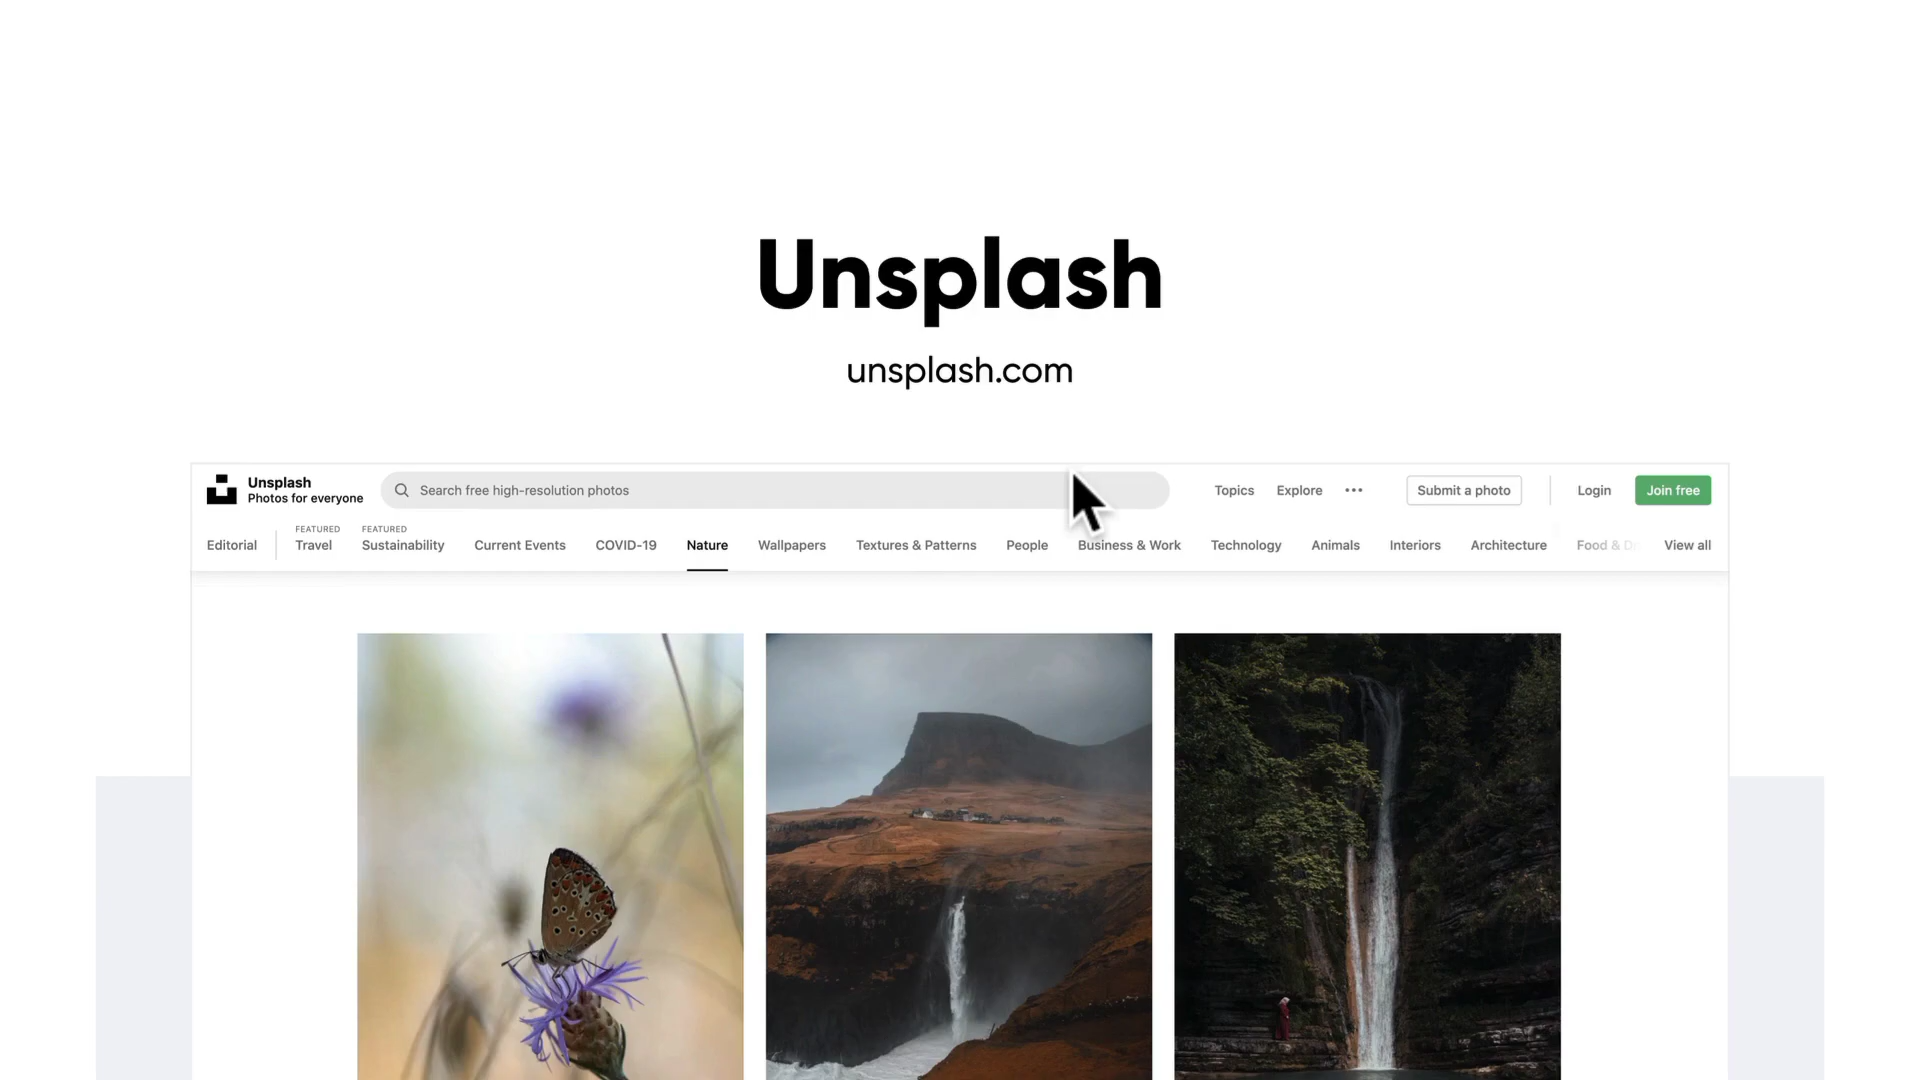 Unsplash
unsplash.com
Unsplash
Photos for everyone
Search free high-resolution photos
Topics
Explore
Submit a photo
Login
Join free
Editorial
FEATURED
Travel
FEATURED
Sustainability
Current Events
COVID-19
Nature
Wallpapers
Textures & Patterns
People
Business & Work
Technology
Animals
Interiors
Architecture
Food & D
View all